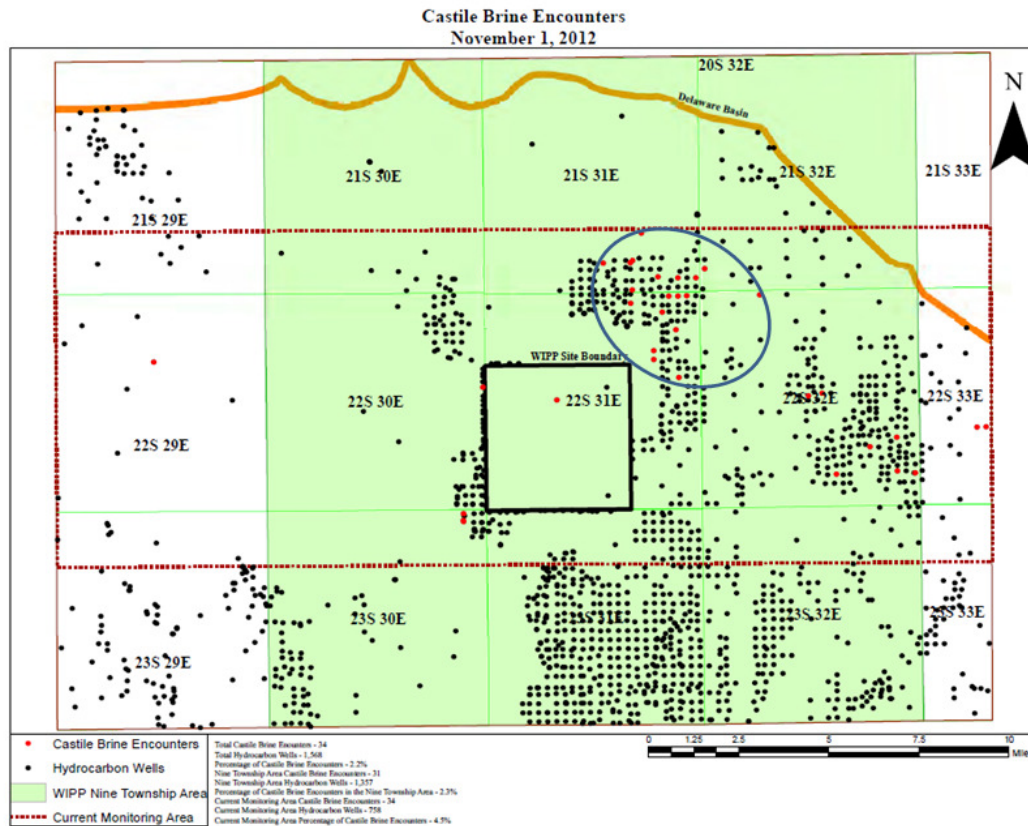 Castile Brine Encounters
November 1, 2012
20S 32E
N
Delaware Basin
21S 30E
21S 31E
21S 32E
21S 33E
21S 29E
WIPP Site Boundary
22S 30E
22S 31E
22S 32E
22S 33E
22S 29E
23S 30E
23S 31E
23S 32E
23S 33E
23S 29E
Castile Brine Encounters
Hydrocarbon Wells
WIPP Nine Township Area
Current Monitoring Area
Total Castile Brine Enounters - 34
Total Hydrocarbon Wells - 1,568
Percentage of Castile Brine Encounters - 2.2%
Nine Township Area Castile Brine Encounters - 31
Nine Township Area Hydrocarbon Wells - 1,357
Percentage of Castile Brine Encounters in the Nine Township Area - 2.3%
Current Monitoring Area Castile Brine Encounters - 34
Current Monitoring Area Hydrocarbon Wells - 758
Current Monitoring Area Percentage of Castile Brine Encounters - 4.5%
0 1.25 2.5 5 7.5 10
Mile